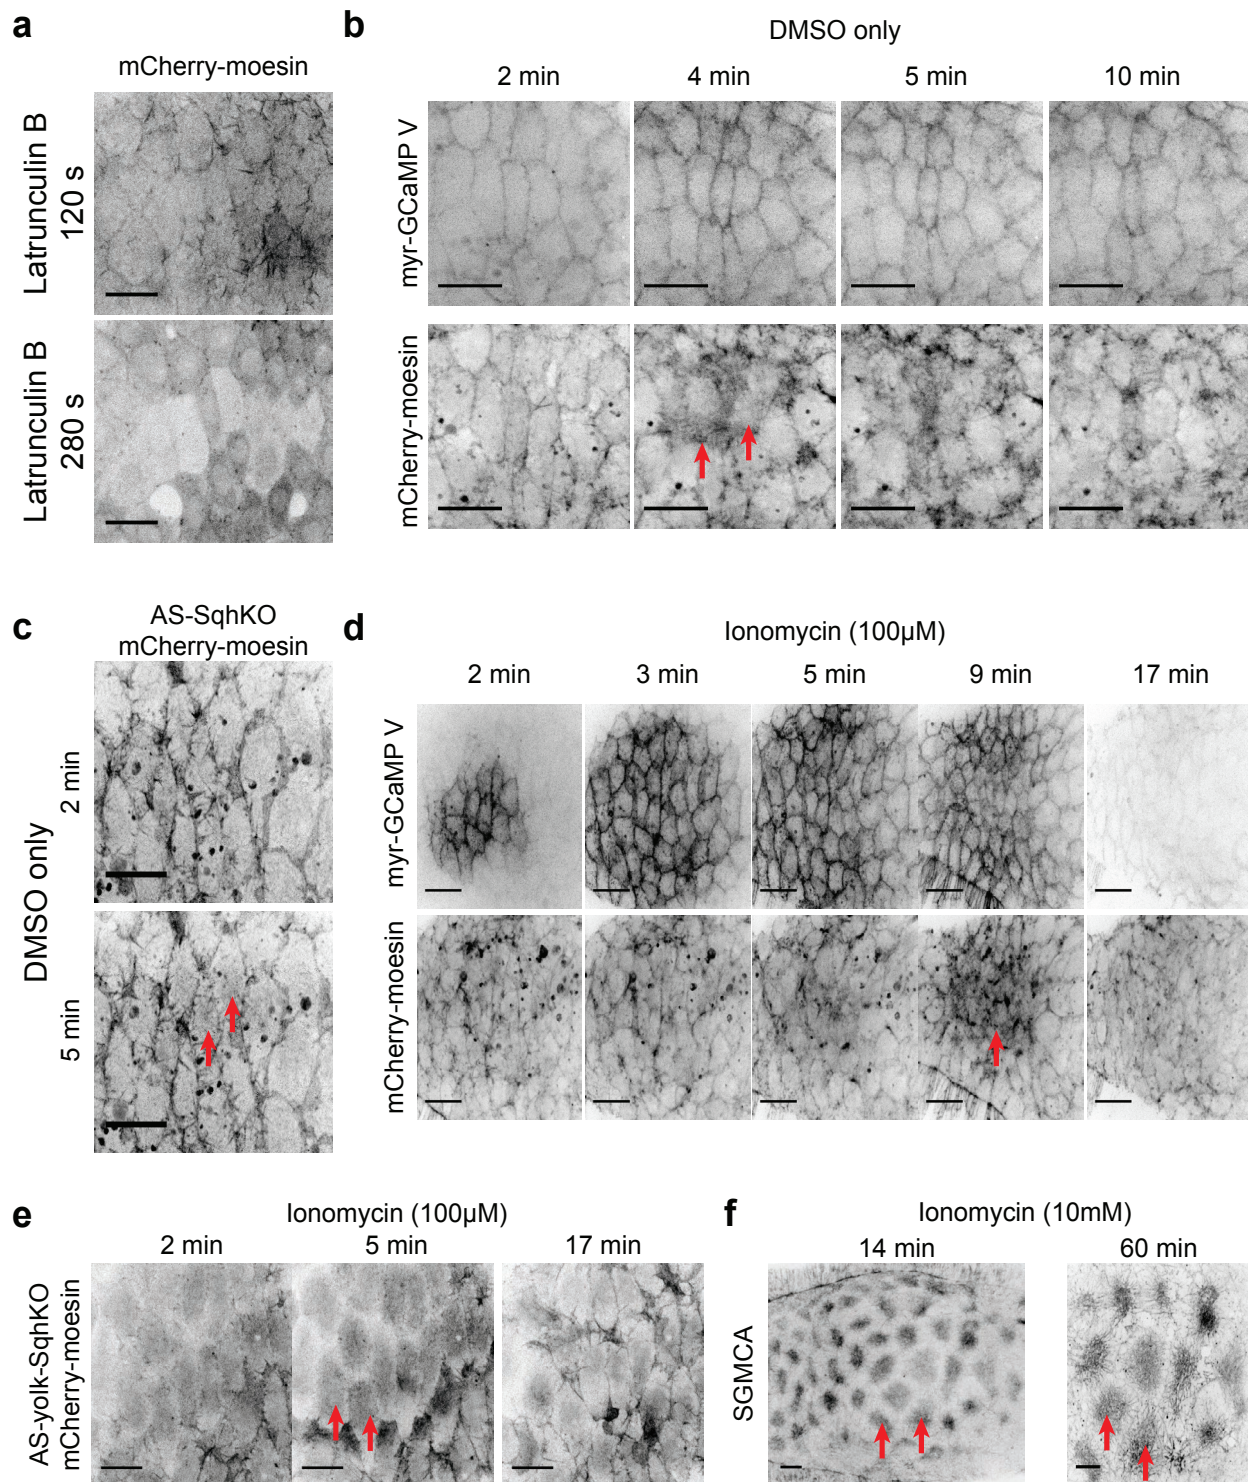 a
mCherry-moesin
Latrunculin B
120 s
Latrunculin B
280 s
b
DMSO only
2 min
4 min
5 min
10 min
myr-GCaMP V
mCherry-moesin
c
AS-SqhKO
mCherry-moesin
DMSO only
2 min
5 min
d
Ionomycin (100µM)
2 min
3 min
5 min
9 min
17 min
myr-GCaMP V
mCherry-moesin
e
Ionomycin (100µM)
2 min
5 min
17 min
AS-yolk-SqhKO
mCherry-moesin
f
Ionomycin (10mM)
14 min
60 min
SGMCA